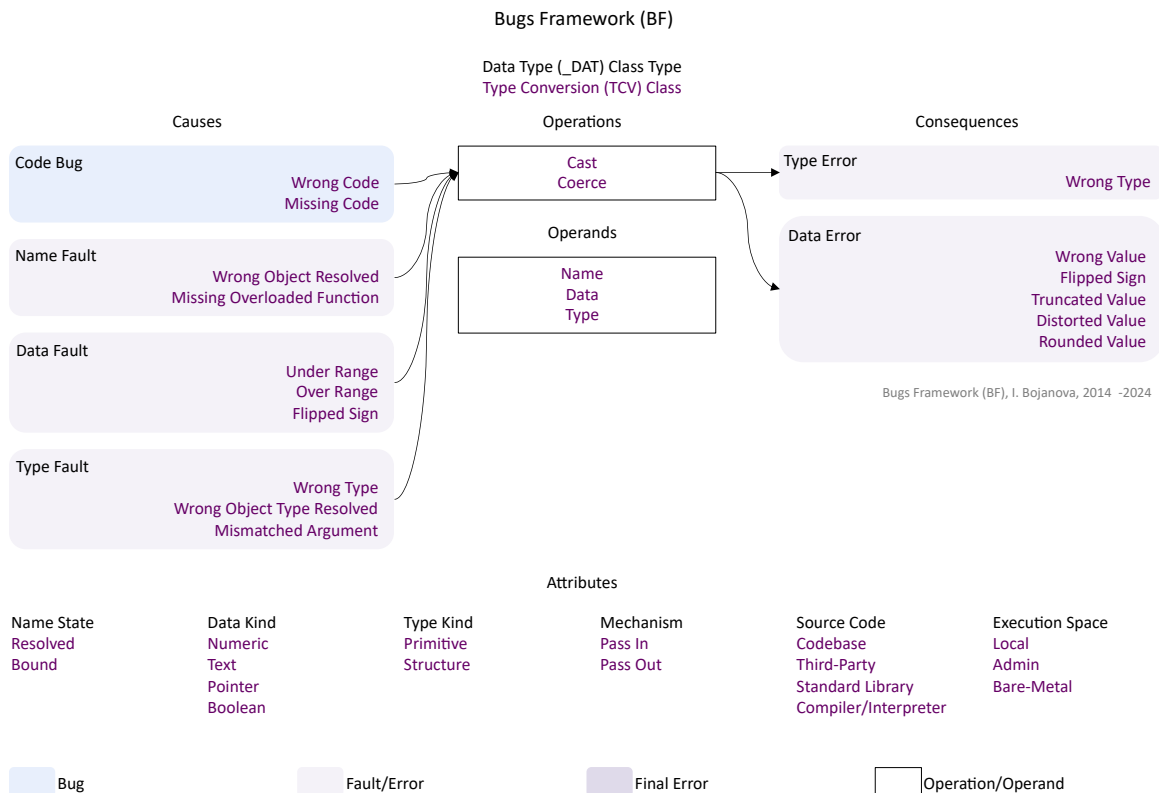 Bugs Framework (BF)
Data Type (_DAT) Class Type
Type Conversion (TCV) Class
Causes
Operations
Consequences
Code Bug
Wrong Code
Missing Code
Name Fault
Wrong Object Resolved
Missing Overloaded Function
Data Fault
Under Range
Over Range
Flipped Sign
Type Fault
Wrong Type
Wrong Object Type Resolved
Mismatched Argument
Cast
Coerce
Operands
Name
Data
Type
Type Error
Wrong Type
Data Error
Wrong Value
Flipped Sign
Truncated Value
Distorted Value
Rounded Value
Bugs Framework (BF), I. Bojanova, 2014 -2024
Attributes
Name State
Resolved
Bound
Data Kind
Numeric
Text
Pointer
Boolean
Type Kind
Primitive
Structure
Mechanism
Pass In
Pass Out
Source Code
Codebase
Third-Party
Standard Library
Compiler/Interpreter
Execution Space
Local
Admin
Bare-Metal
Bug
Fault/Error
Final Error
Operation/Operand